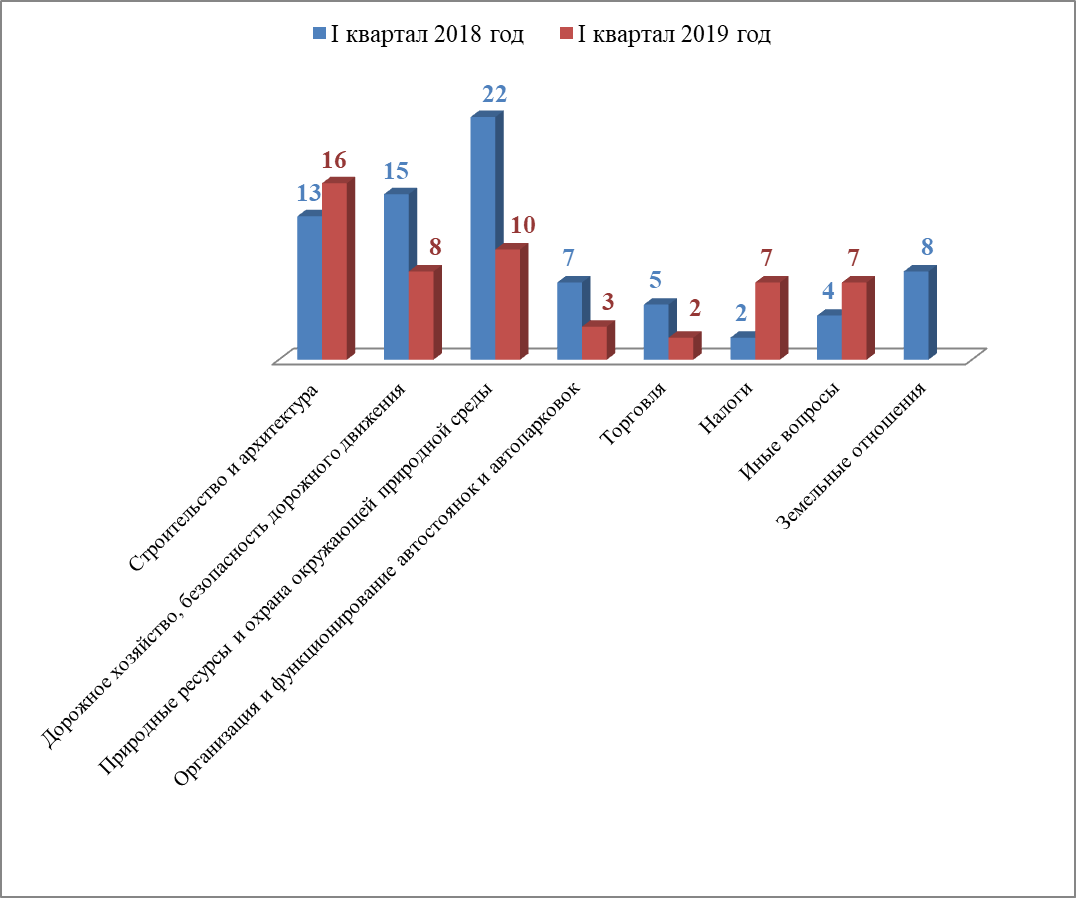 I квартал 2018 год
I квартал 2019 год
22
16
15
13
10
8
7
3
5
2
2
7
4
7
8
Строительство и архитектура
Дорожное хозяйство, безопасность дорожного движения
Природные ресурсы и охрана окружающей природной среды
Организация и функционирование автостоянок и автопарковок
Торговля
Налоги
Иные вопросы
Земельные отношения